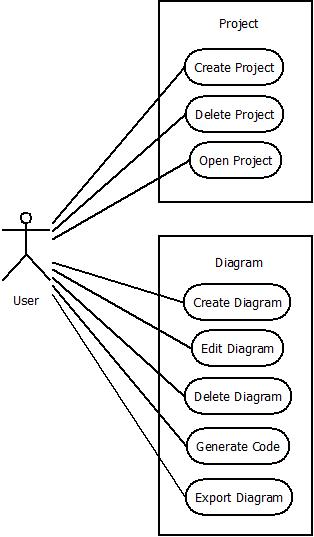 Project
Create Project
Delete Project
Open Project
User
Diagram
Create Diagram
Edit Diagram
Delete Diagram
Generate Code
Export Diagram